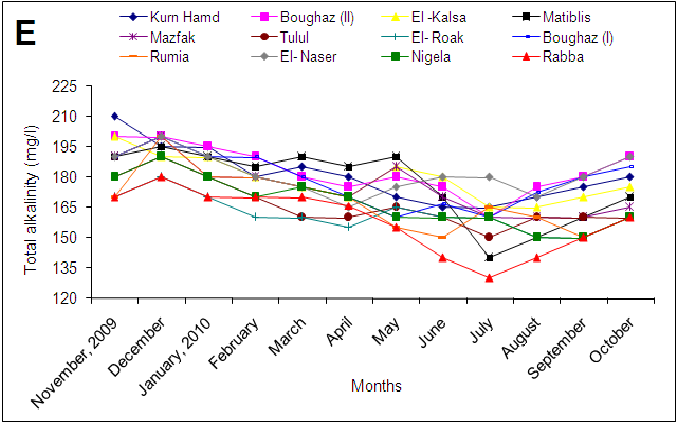 E
Kurn Hamd Boughaz (II) El -Kalsa Matiblis
Mazfak Tulul El- Roak Boughaz (I)
Rumia El- Naser Nigela Rabba
Total alkalinity (mg/l)
225
210
195
180
165
150
135
120
November, 2009 December January, 2010 February March April May June July August September October
Months